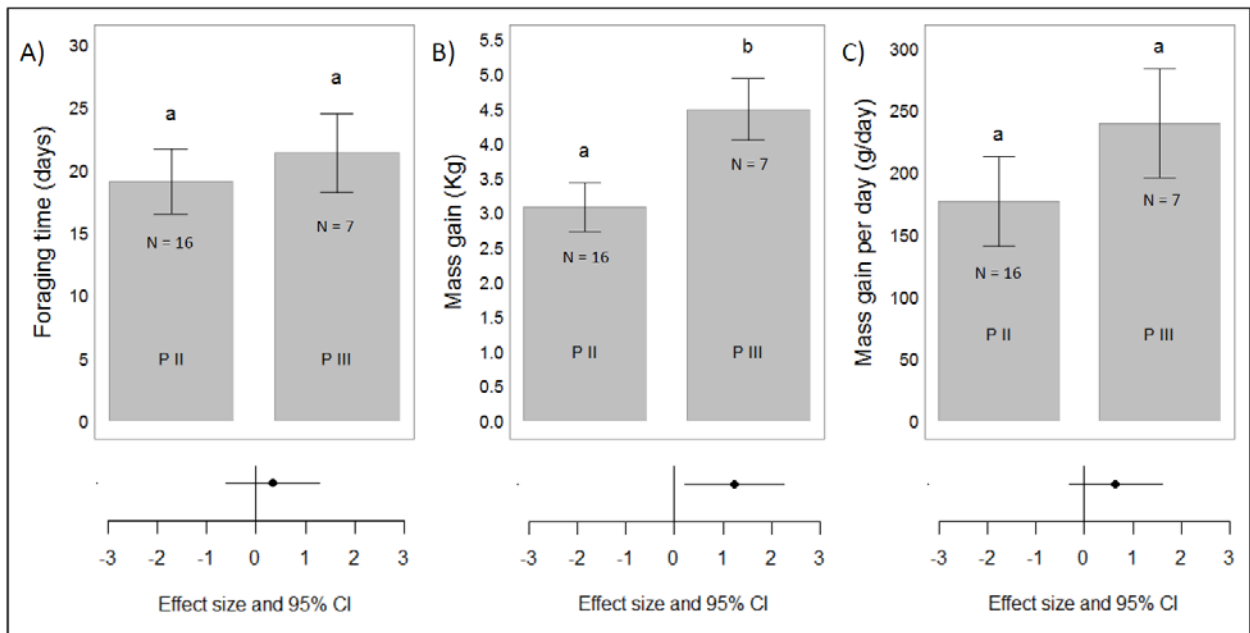 A)
Foraging time (days)
30
25
20
15
10
5
0
a
a
N = 16
N = 7
P II
P III
-3 -2 -1 0 1 2 3
Effect size and 95% CI
B)
Mass gain (Kg)
5.5
5.0
4.5
4.0
3.5
3.0
2.5
2.0
1.5
1.0
0.5
0.0
b
a
N = 7
N = 16
P II
P III
-3 -2 -1 0 1 2 3
Effect size and 95% CI
C)
Mass gain per day (g/day)
300
250
200
150
100
50
0
a
a
N = 7
N = 16
P II
P III
-3 -2 -1 0 1 2 3
Effect size and 95% CI